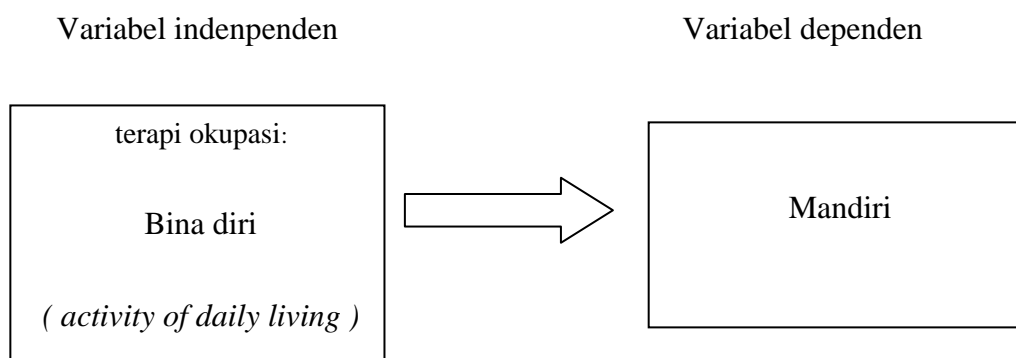 Variabel indenpenden
Variabel dependen
terapi okupasi:
Bina diri
( activity of daily living )
Mandiri